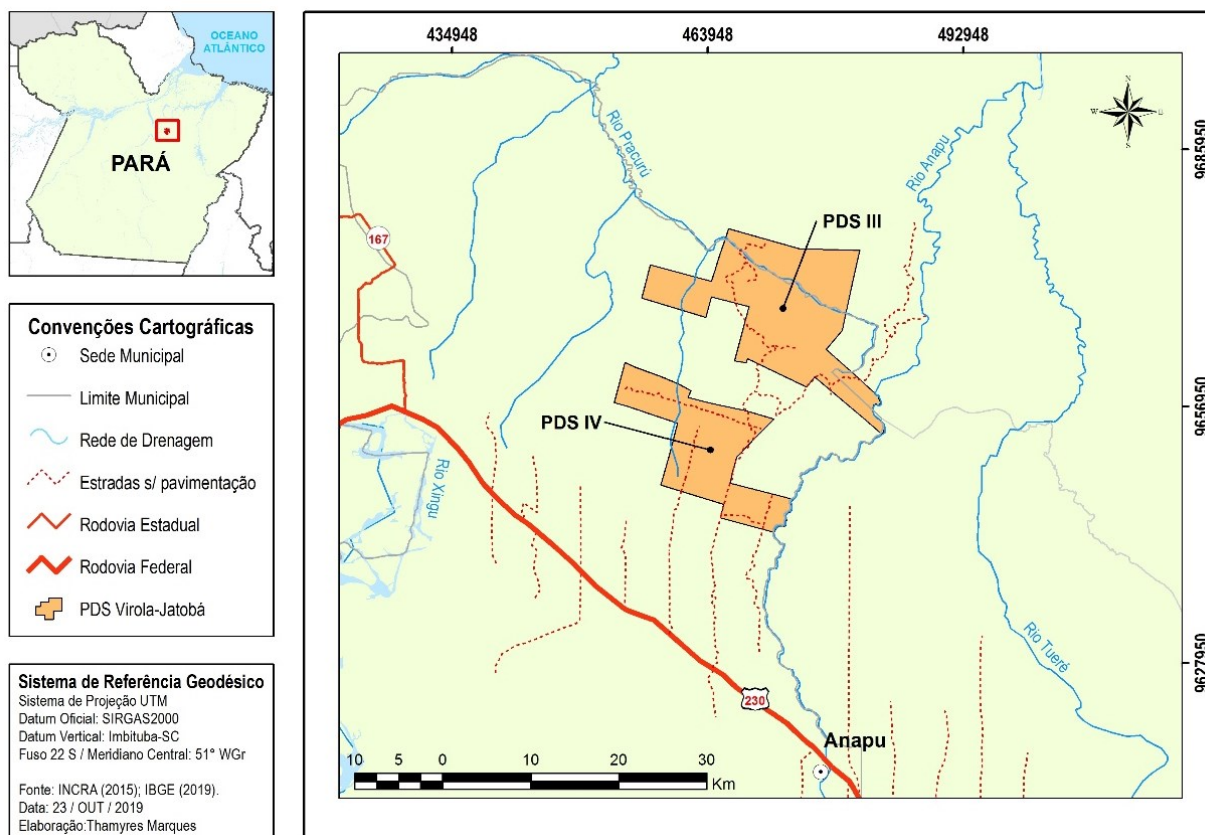 OCEANO
ATLÂNTICO
PARÁ
Convenções Cartográficas
Sede Municipal
Limite Municipal
Rede de Drenagem
Estradas s/ pavimentação
Rodovia Estadual
Rodovia Federal
PDS Virola-Jatobá
Sistema de Referência Geodésico
Sistema de Projeção UTM
Datum Oficial: SIRGAS2000
Datum Vertical: Imbituba-SC
Fuso 22 S / Meridiano Central: 51° WGr
Fonte: INCRA (2015); IBGE (2019).
Data: 23 / OUT / 2019
Elaboração:Thamyres Marques
434948 463948 492948
N
W E
S
9685950
9656950
9627950
Rio Pracurú
Rio Anapu
167
PDS III
PDS IV
Rio Xingu
Rio Tueré
230
Anapu
10 5 0 10 20 30
Km